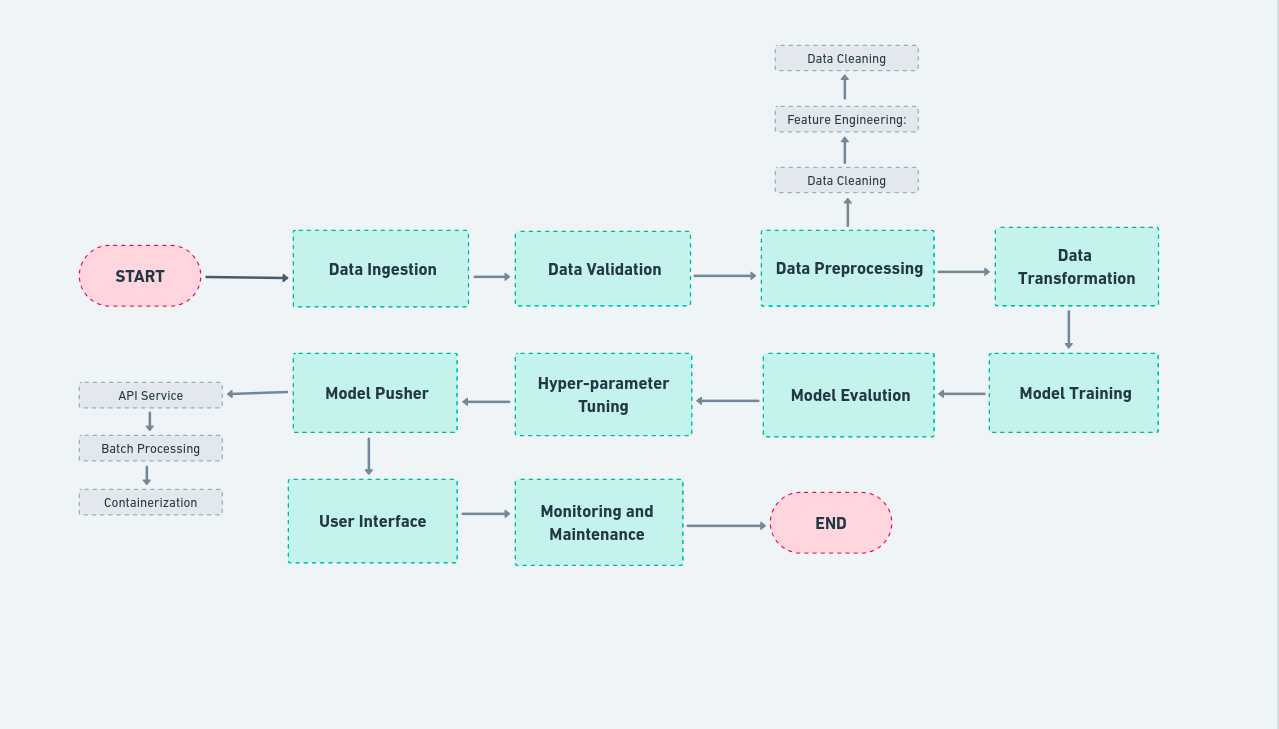 Data Cleaning
Feature Engineering:
Data Cleaning
START
Data Ingestion
Data Validation
Data Preprocessing
Data
Transformation
Model Training
Model Evalution
Hyper-parameter
Tuning
Model Pusher
API Service
Batch Processing
Containerization
User Interface
Monitoring and
Maintenance
END